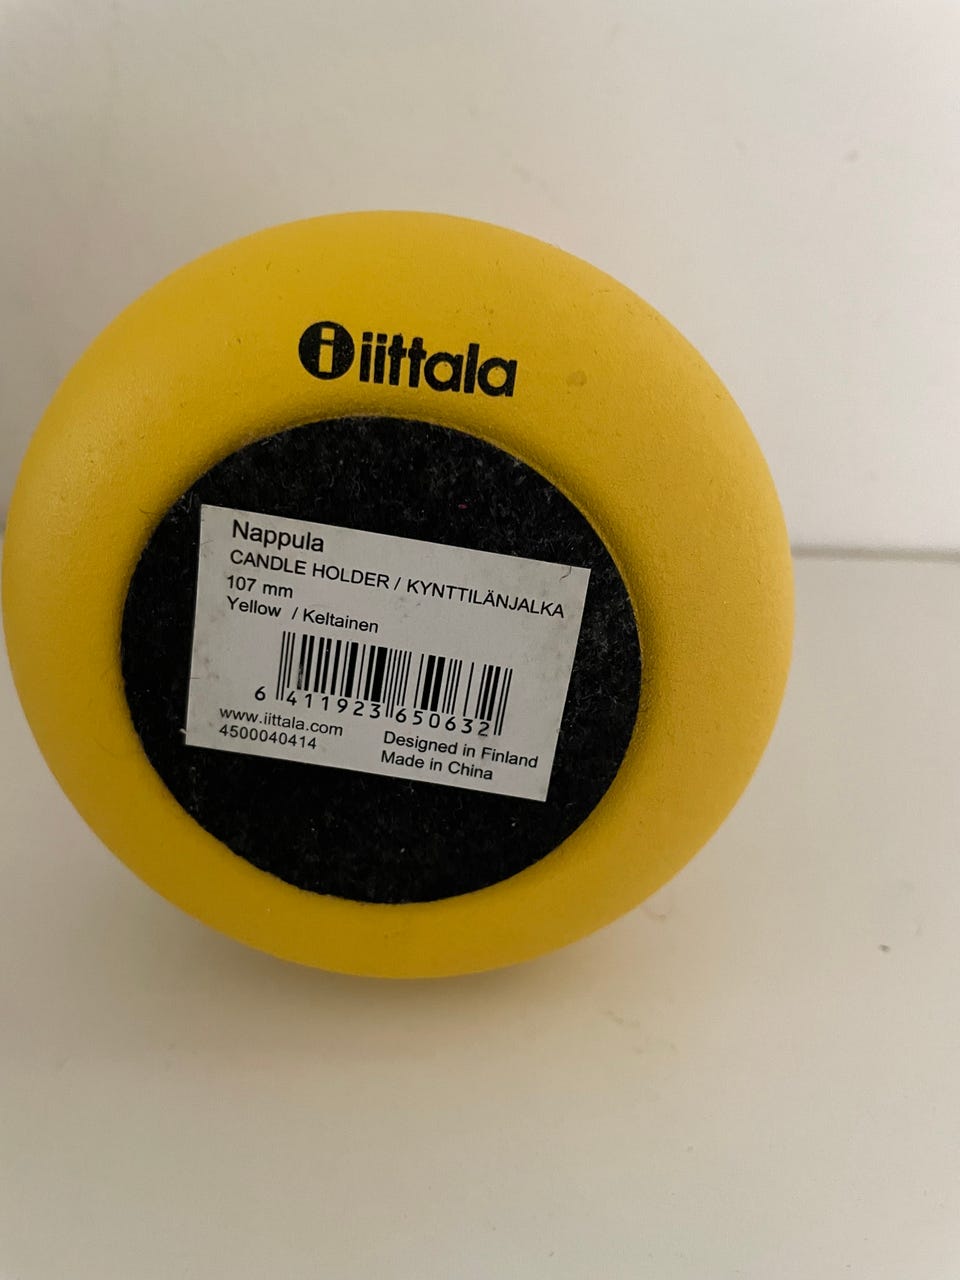 iittala
Nappula
CANDLE HOLDER / KYNTTILÄNJALKA
107 mm
Yellow / Keltainen
6 411923 650632
www.iittala.com
4500040414
Designed in Finland
Made in China